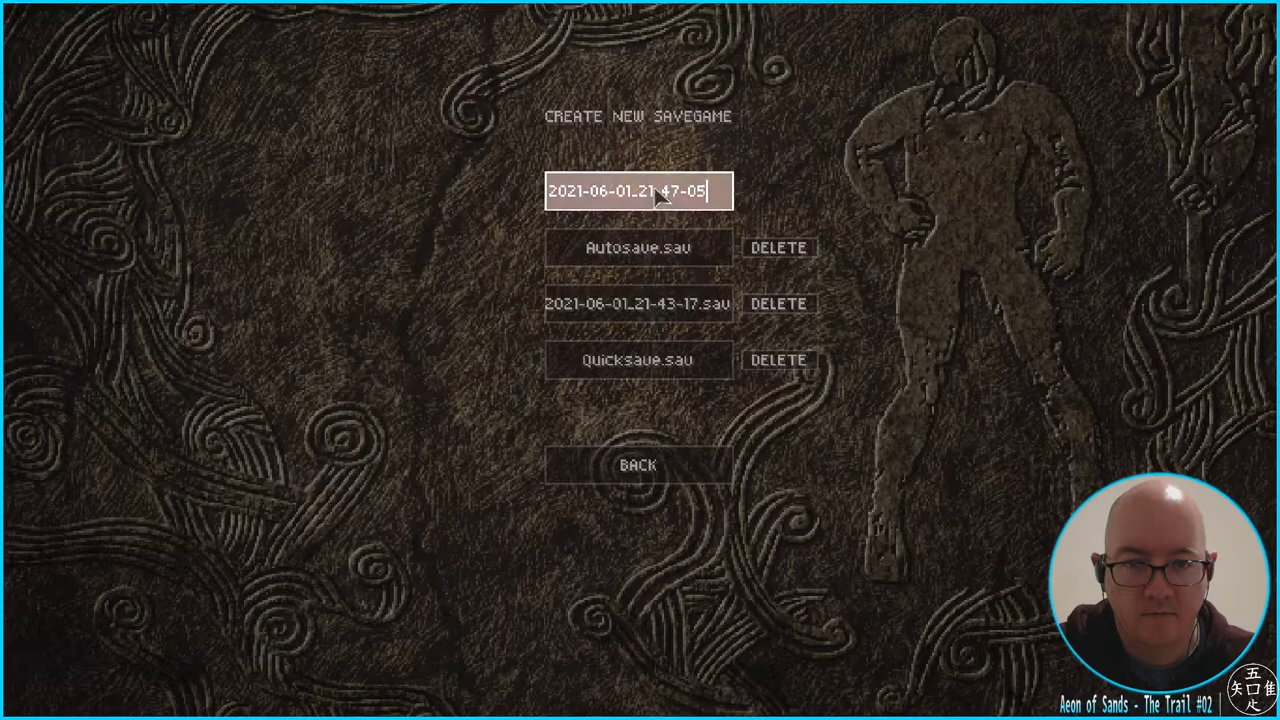 CREATE NEW SAVEGAME
2021-06-01_21-47-05
Autosave.sav DELETE
2021-06-01_21-43-17.sav DELETE
Quicksave.sav DELETE
BACK
Aeon of Sands - The Trail #02 |
五
矢口隹
止